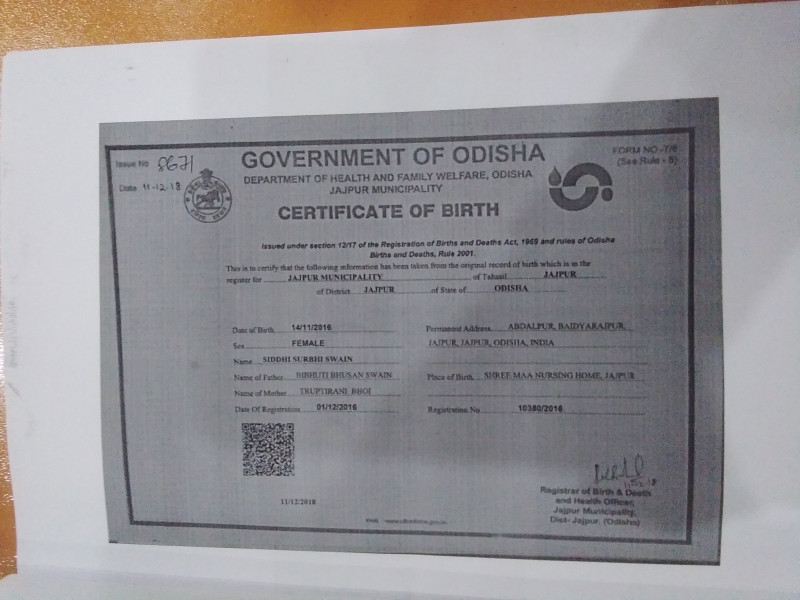 Issue No 8671
Date 11-12-18
GOVERNMENT OF ODISHA
DEPARTMENT OF HEALTH AND FAMILY WELFARE, ODISHA
JAJPUR MUNICIPALITY
CERTIFICATE OF BIRTH
FORM NO -7/8
(See Rule - 8)
Issued under section 12/17 of the Registration of Births and Deaths Act, 1969 and rules of Odisha
Births and Deaths, Rule 2001.
This is to certify that the following information has been taken from the original record of birth which is in the
register for JAJPUR MUNICIPALITY of Tahasil JAJPUR
of District JAJPUR of State of ODISHA
Date of Birth 14/11/2016
Sex FEMALE
Name SIDDHI SURBHI SWAIN
Name of Father BIBHUTI BHUSAN SWAIN
Name of Mother TRUPTIRANI BHOI
Date Of Registration 01/12/2016
Permanent Address ABDALPUR, BAIDYARAJPUR,
JAJPUR, JAJPUR, ODISHA, INDIA
Place of Birth SHREE MAA NURSING HOME, JAJPUR
Registration No 10380/2016
11/12/2018
Registrar of Birth & Death
and Health Officer,
Jajpur Municipality,
Dist- Jajpur, (Odisha)